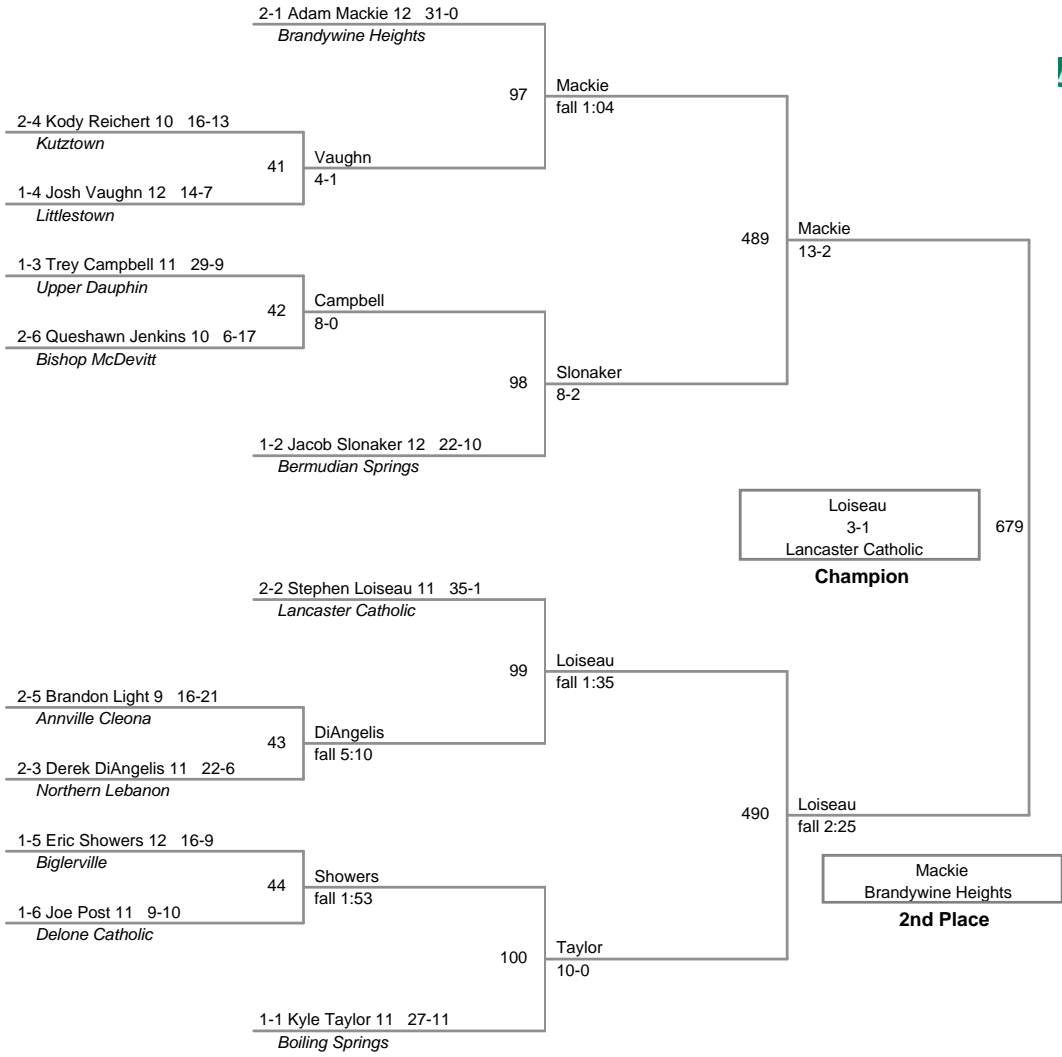 2-1 Adam Mackie 12 31-0
Brandywine Heights
97
Mackie
fall 1:04
2-4 Kody Reichert 10 16-13
Kutztown
41
Vaughn
4-1
1-4 Josh Vaughn 12 14-7
Littlestown
489
Mackie
13-2
1-3 Trey Campbell 11 29-9
Upper Dauphin
42
Campbell
8-0
2-6 Queshawn Jenkins 10 6-17
Bishop McDevitt
98
Slonaker
8-2
1-2 Jacob Slonaker 12 22-10
Bermudian Springs
Loiseau
3-1
Lancaster Catholic
679
Champion
2-2 Stephen Loiseau 11 35-1
Lancaster Catholic
99
Loiseau
fall 1:35
2-5 Brandon Light 9 16-21
Annville Cleona
43
DiAngelis
fall 5:10
2-3 Derek DiAngelis 11 22-6
Northern Lebanon
490
Loiseau
fall 2:25
1-5 Eric Showers 12 16-9
Biglerville
44
Showers
fall 1:53
1-6 Joe Post 11 9-10
Delone Catholic
Mackie
Brandywine Heights
2nd Place
100
Taylor
10-0
1-1 Kyle Taylor 11 27-11
Boiling Springs